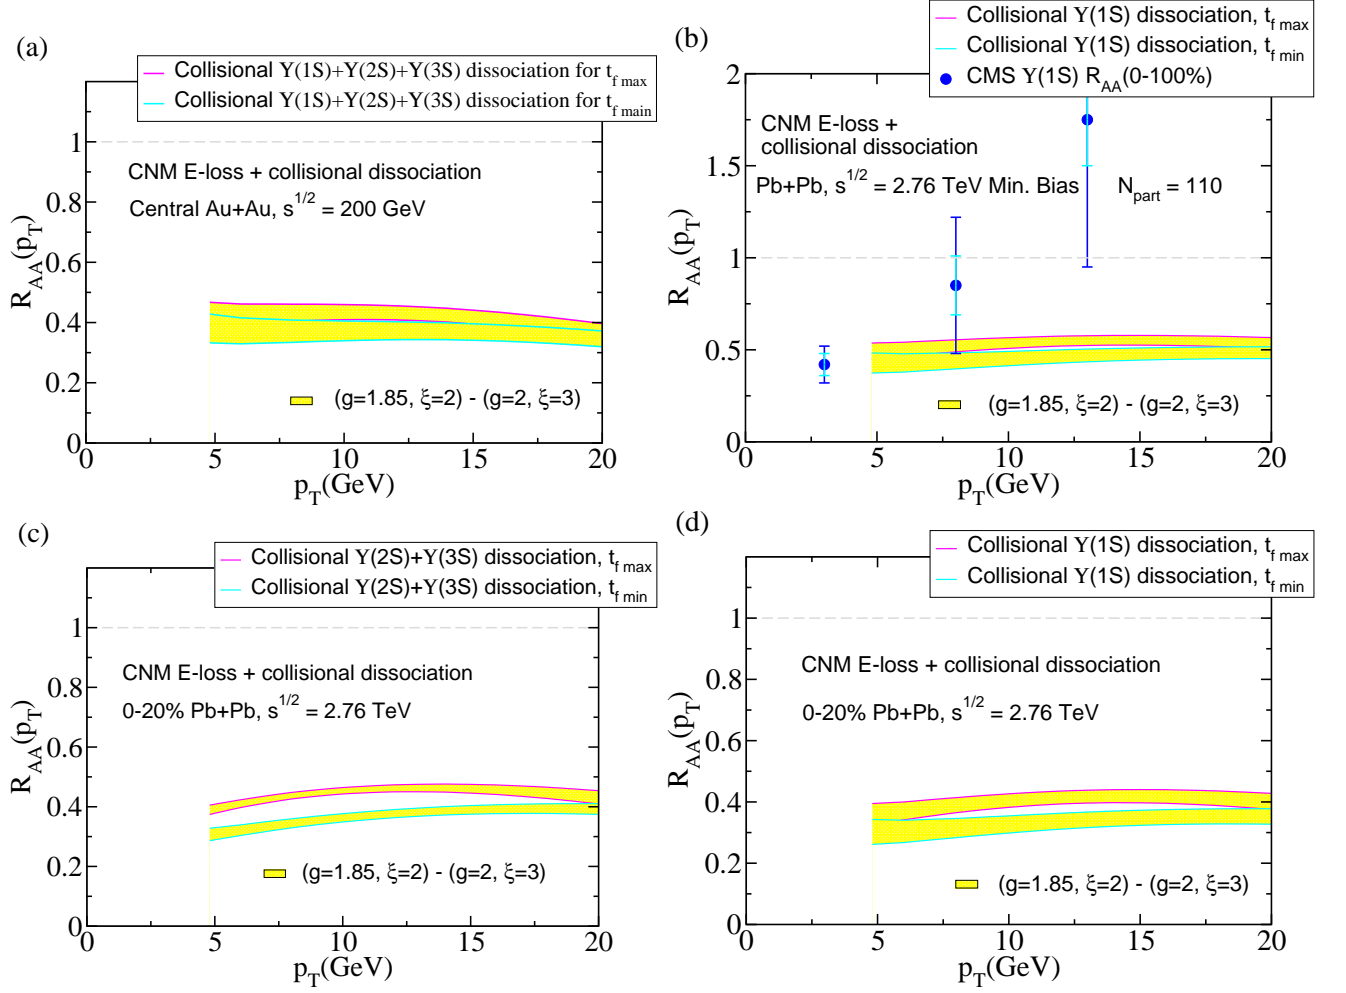 (a)
Collisional Υ(1S)+Υ(2S)+Υ(3S) dissociation for t_f max
Collisional Υ(1S)+Υ(2S)+Υ(3S) dissociation for t_f main
CNM E-loss + collisional dissociation
Central Au+Au, s^1/2 = 200 GeV
(g=1.85, ξ=2) - (g=2, ξ=3)
R_AA(p_T)
1
0.8
0.6
0.4
0.2
0
0
5
10
15
20
p_T(GeV)
(b)
Collisional Υ(1S) dissociation, t_f max
Collisional Υ(1S) dissociation, t_f min
CMS Υ(1S) R_AA(0-100%)
CNM E-loss +
collisional dissociation
Pb+Pb, s^1/2 = 2.76 TeV Min. Bias
N_part = 110
(g=1.85, ξ=2) - (g=2, ξ=3)
R_AA(p_T)
2
1.5
1
0.5
0
0
5
10
15
20
p_T(GeV)
(c)
Collisional Υ(2S)+Υ(3S) dissociation, t_f max
Collisional Υ(2S)+Υ(3S) dissociation, t_f min
CNM E-loss + collisional dissociation
0-20% Pb+Pb, s^1/2 = 2.76 TeV
(g=1.85, ξ=2) - (g=2, ξ=3)
R_AA(p_T)
1
0.8
0.6
0.4
0.2
0
0
5
10
15
20
p_T(GeV)
(d)
Collisional Υ(1S) dissociation, t_f max
Collisional Υ(1S) dissociation, t_f min
CNM E-loss + collisional dissociation
0-20% Pb+Pb, s^1/2 = 2.76 TeV
(g=1.85, ξ=2) - (g=2, ξ=3)
R_AA(p_T)
1
0.8
0.6
0.4
0.2
0
0
5
10
15
20
p_T(GeV)